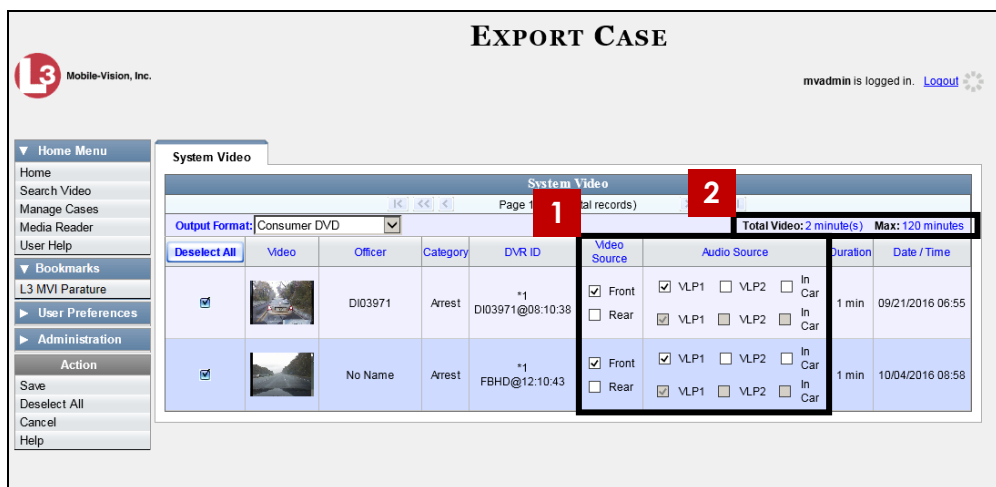 EXPORT CASE
L3 Mobile-Vision, Inc.
mvadmin is logged in. Logout
Home Menu
Home
Search Video
Manage Cases
Media Reader
User Help
Bookmarks
L3 MVI Parature
User Preferences
Administration
Action
Save
Deselect All
Cancel
Help
System Video
System Video
Page 1
1
al records)
2
Output Format: Consumer DVD
Total Video: 2 minute(s) Max: 120 minutes
Deselect All Video Officer Category DVR ID Video Source Audio Source Duration Date / Time
DI03971 Arrest *1 DI03971@08:10:38 Front VLP1 VLP2 In Car 1 min 09/21/2016 06:55
Rear VLP1 VLP2 In Car
No Name Arrest *1 FBHD@12:10:43 Front VLP1 VLP2 In Car 1 min 10/04/2016 08:58
Rear VLP1 VLP2 In Car